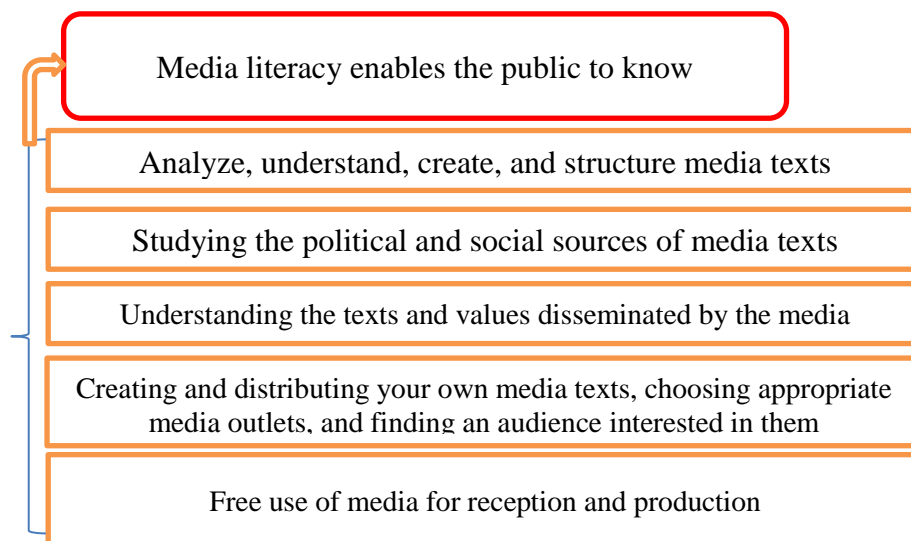 Media literacy enables the public to know
Analyze, understand, create, and structure media texts
Studying the political and social sources of media texts
Understanding the texts and values disseminated by the media
Creating and distributing your own media texts, choosing appropriate
media outlets, and finding an audience interested in them
Free use of media for reception and production